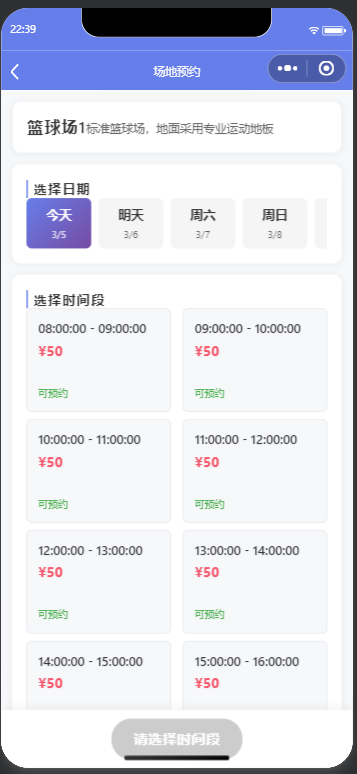 22:39
场地预约
篮球场1标准篮球场，地面采用专业运动地板
选择日期
今天 明天 周六 周日
3/5 3/6 3/7 3/8
选择时间段
08:00:00 - 09:00:00 09:00:00 - 10:00:00
¥50 ¥50
可预约 可预约
10:00:00 - 11:00:00 11:00:00 - 12:00:00
¥50 ¥50
可预约 可预约
12:00:00 - 13:00:00 13:00:00 - 14:00:00
¥50 ¥50
可预约 可预约
14:00:00 - 15:00:00 15:00:00 - 16:00:00
¥50 ¥50
请选择时间段